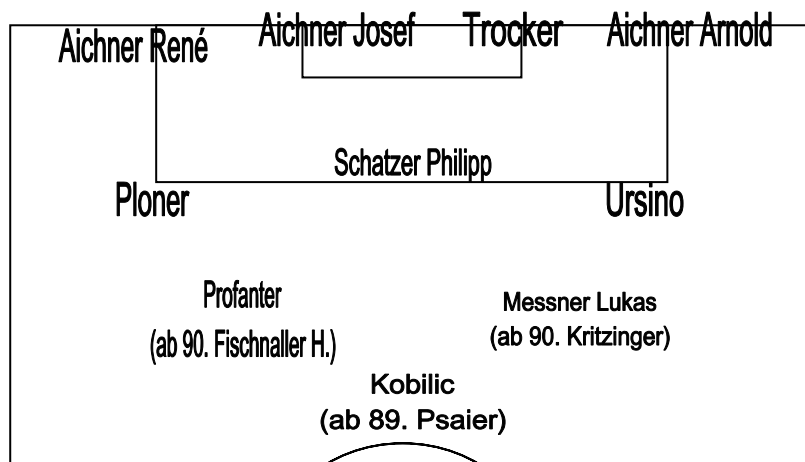 Aichner René
Aichner Josef
Trocker
Aichner Arnold
Schatzer Philipp
Ploner
Ursino
Profanter
(ab 90. Fischnaller H.)
Messner Lukas
(ab 90. Kritzinger)
Kobilic
(ab 89. Psaier)